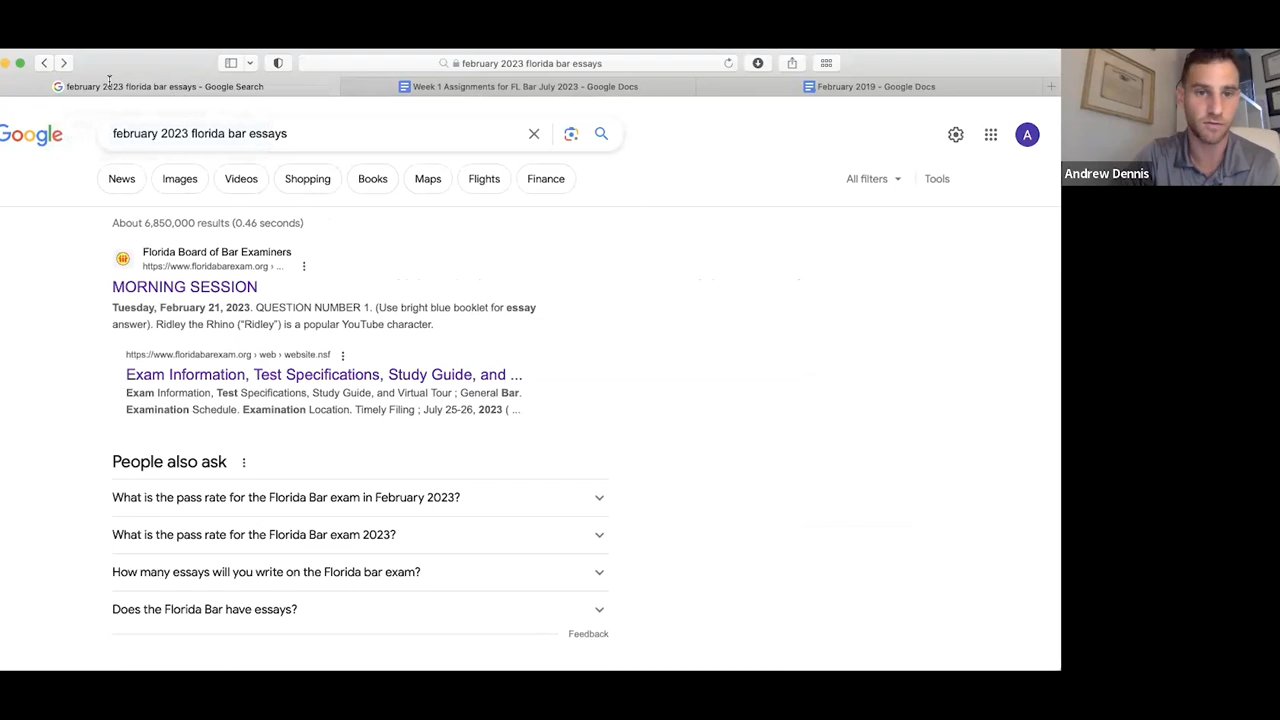 february 2023 florida bar essays
february 2023 florida bar essays - Google Search
Week 1 Assignments for FL Bar July 2023 - Google Docs
February 2019 - Google Docs
Google
february 2023 florida bar essays
A
News
Images
Videos
Shopping
Books
Maps
Flights
Finance
All filters
Tools
Andrew Dennis
About 6,850,000 results (0.46 seconds)
Florida Board of Bar Examiners
https://www.floridabarexam.org › ...
MORNING SESSION
Tuesday, February 21, 2023. QUESTION NUMBER 1. (Use bright blue booklet for essay
answer). Ridley the Rhino ("Ridley") is a popular YouTube character.
https://www.floridabarexam.org › web › website.nsf
Exam Information, Test Specifications, Study Guide, and ...
Exam Information, Test Specifications, Study Guide, and Virtual Tour ; General Bar.
Examination Schedule. Examination Location. Timely Filing ; July 25-26, 2023 ( ...
People also ask
What is the pass rate for the Florida Bar exam in February 2023?
What is the pass rate for the Florida Bar exam 2023?
How many essays will you write on the Florida bar exam?
Does the Florida Bar have essays?
Feedback